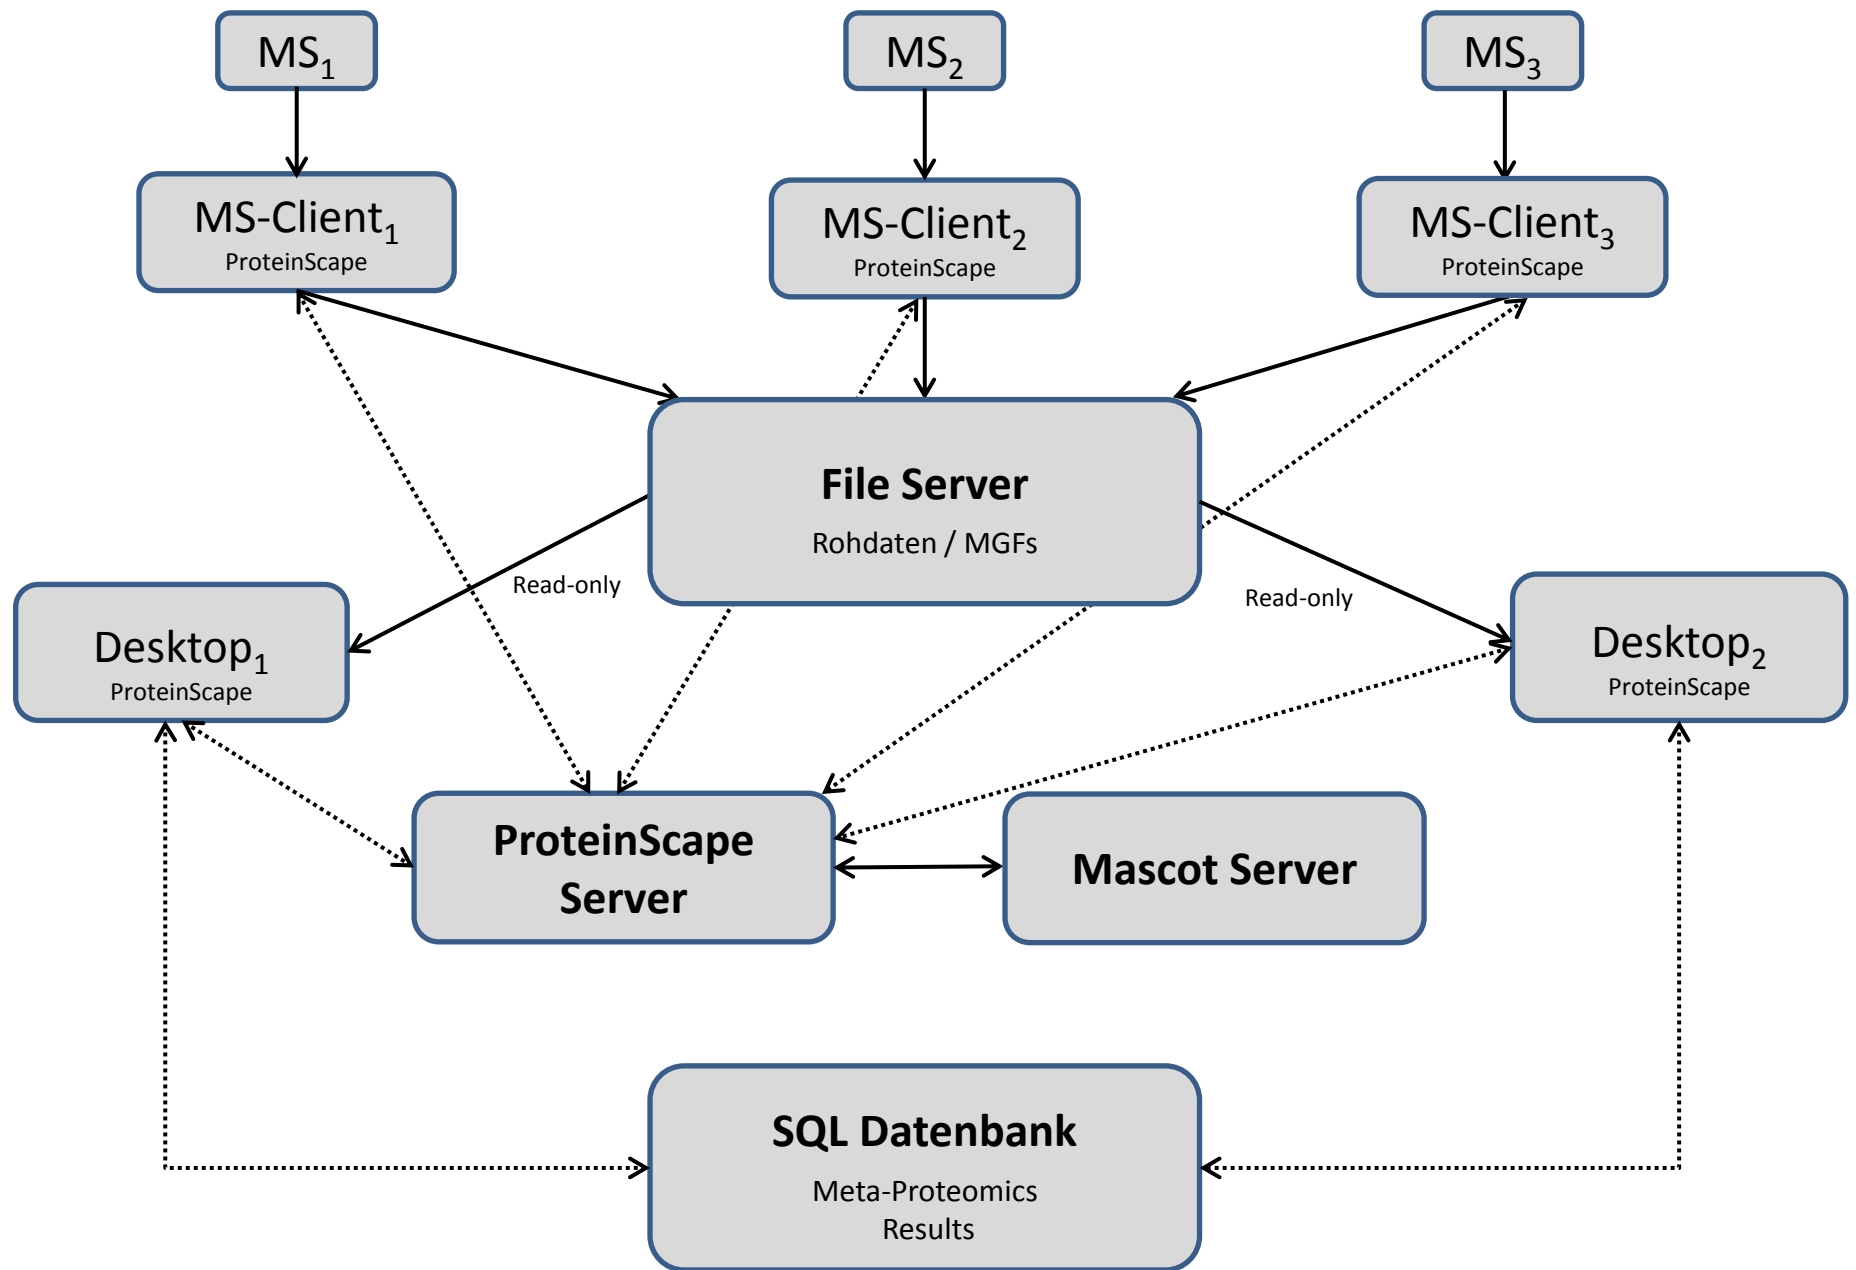 MS₁
MS₂
MS₃
MS-Client₁
ProteinScape
MS-Client₂
ProteinScape
MS-Client₃
ProteinScape
File Server
Rohdaten / MGFs
Read-only
Read-only
Desktop₁
ProteinScape
Desktop₂
ProteinScape
ProteinScape
Server
Mascot Server
SQL Datenbank
Meta-Proteomics
Results